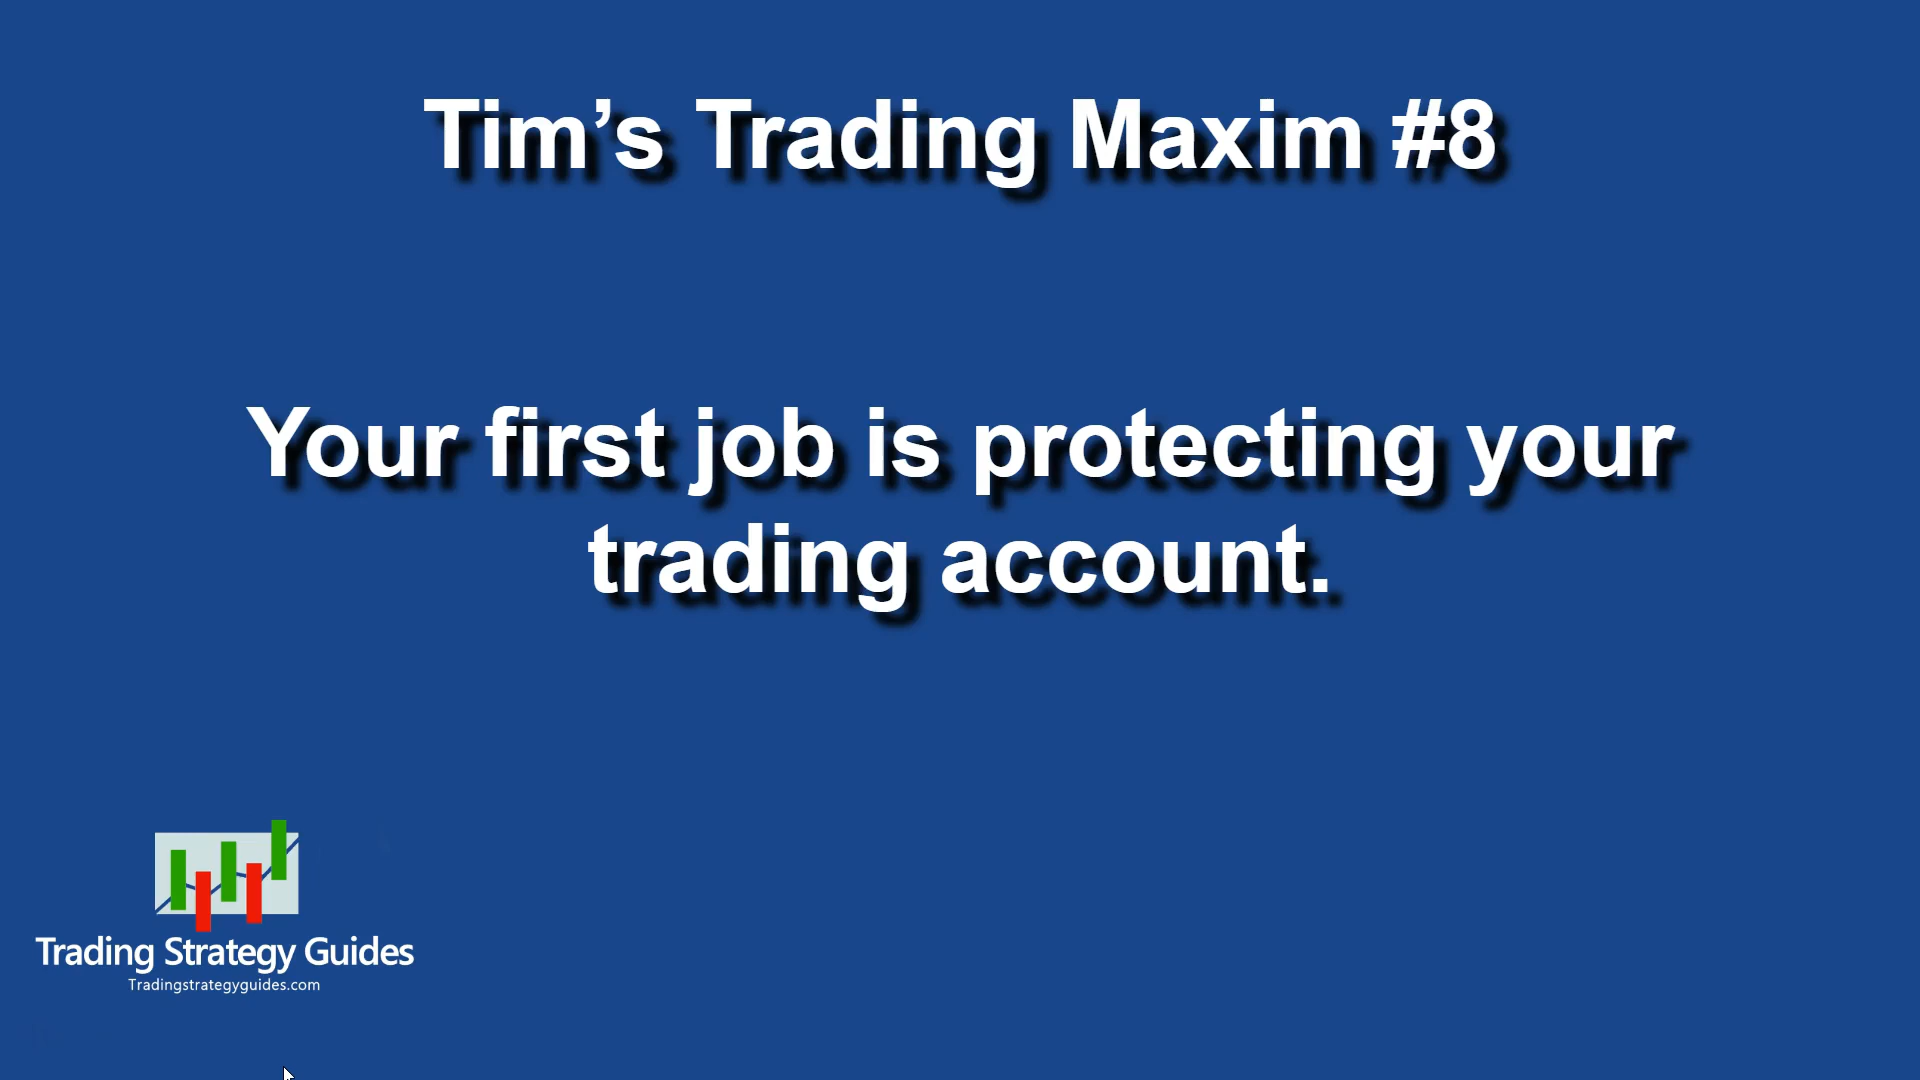 Tim’s Trading Maxim #8
Your first job is protecting your
trading account.
Trading Strategy Guides
Tradingstrategyguides.com